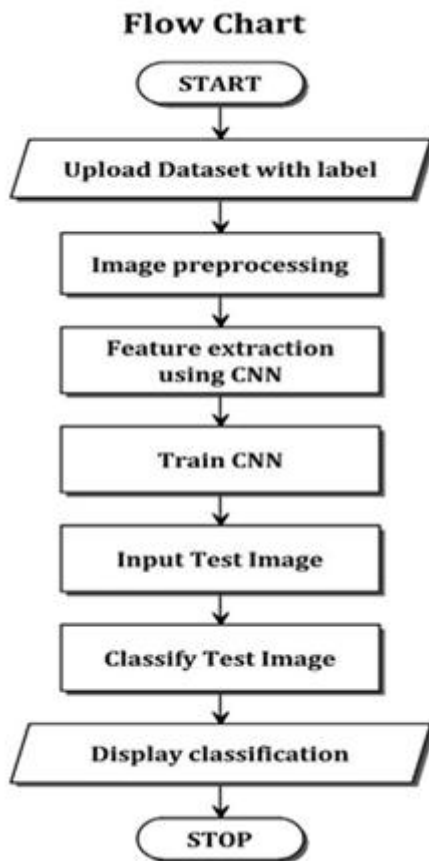 Flow Chart
START
Upload Dataset with label
Image preprocessing
Feature extraction
using CNN
Train CNN
Input Test Image
Classify Test Image
Display classification
STOP